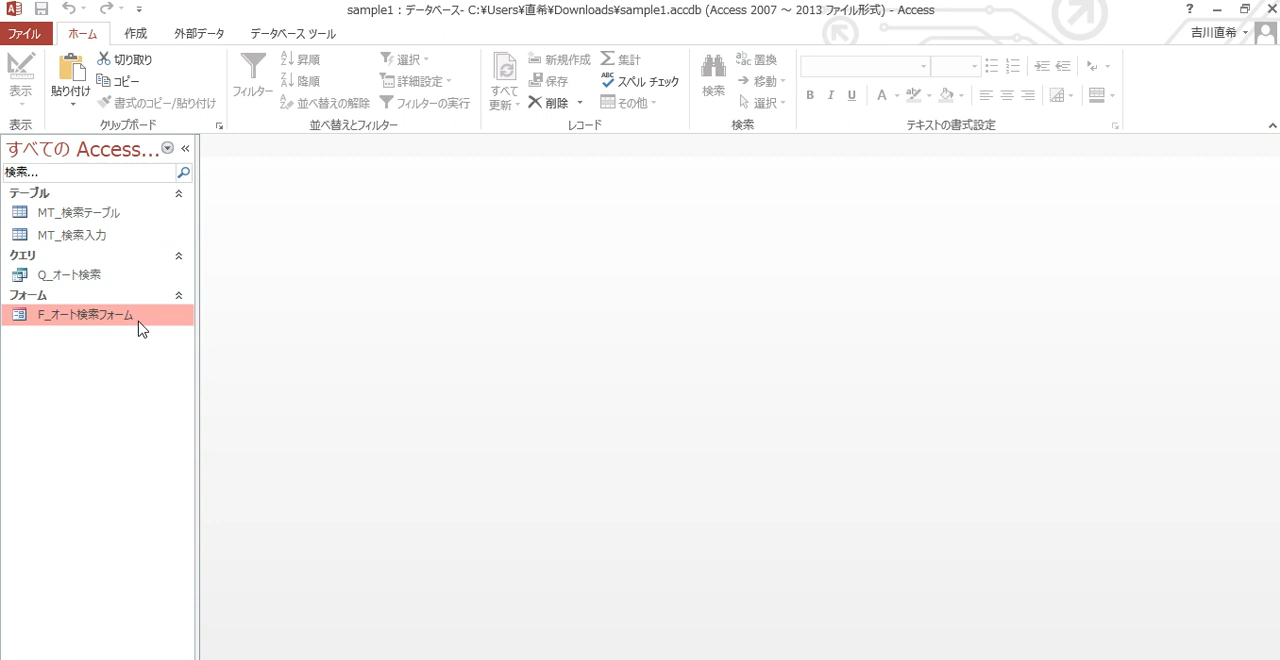 sample1 : データベース- C:¥Users¥直希¥Downloads¥sample1.accdb (Access 2007 ～ 2013 ファイル形式) - Access
?
ファイル ホーム 作成 外部データ データベース ツール 吉川直希
表示
貼り付け
切り取り
コピー
書式のコピー/貼り付け
フィルター
昇順
降順
並べ替えの解除
選択
詳細設定
フィルターの実行
すべて
更新
新規作成
保存
削除
集計
スペル チェック
その他
検索
置換
移動
選択
B I U A
表示 クリップボード 並べ替えとフィルター レコード 検索 テキストの書式設定
すべての Access...
検索...
テーブル
MT_検索テーブル
MT_検索入力
クエリ
Q_オート検索
フォーム
F_オート検索フォーム